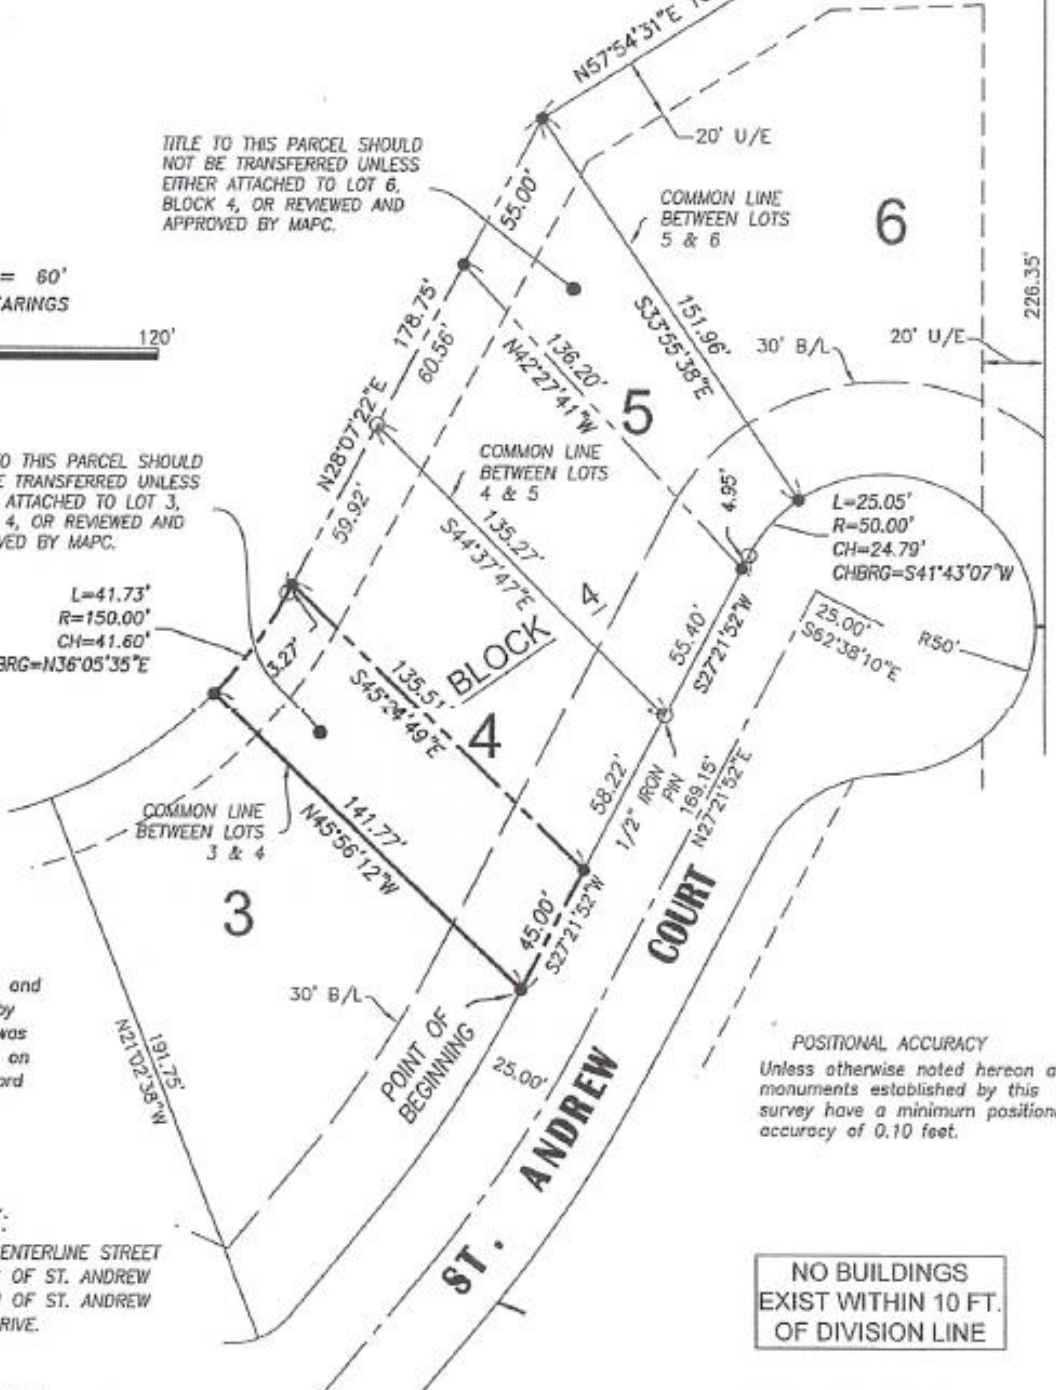 N57°54'31"E
20' U/E
TITLE TO THIS PARCEL SHOULD
NOT BE TRANSFERRED UNLESS
EITHER ATTACHED TO LOT 6,
BLOCK 4, OR REVIEWED AND
APPROVED BY MAPC.
55.00'
COMMON LINE
BETWEEN LOTS
5 & 6
6
226.35'
= 60'
EARINGS
120'
178.75'
60.56'
N28°07'22"E
59.92'
136.20'
N42°27'41"W
151.96'
S33°55'38"E
30' B/L
20' U/E
5
COMMON LINE
BETWEEN LOTS
4 & 5
135.27'
S44°37'47"E
4.95'
L=25.05'
R=50.00'
CH=24.79'
CHBRG=S41°43'07"W
O THIS PARCEL SHOULD
E TRANSFERRED UNLESS
ATTACHED TO LOT 3,
4, OR REVIEWED AND
VED BY MAPC.
L=41.73'
R=150.00'
CH=41.60'
BRG=N36°05'35"E
3.27'
BLOCK
4
135.51'
S45°24'49"E
4
55.40'
S27°21'52"W
25.00'
S62°38'10"E
R50'
58.22'
1/2" IRON
PIN
169.15'
N27°21'52"E
COMMON LINE
BETWEEN LOTS
3 & 4
141.77'
N45°56'12"W
3
45.00'
S27°21'52"W
30' B/L
POINT OF
BEGINNING
25.00'
ST. ANDREW COURT
191.75'
N21°02'38"W
and
by
was
on
ord
POSITIONAL ACCURACY
Unless otherwise noted hereon a
monuments established by this
survey have a minimum positiona
accuracy of 0.10 feet.
ENTERLINE STREET
OF ST. ANDREW
OF ST. ANDREW
RIVE.
NO BUILDINGS
EXIST WITHIN 10 FT.
OF DIVISION LINE